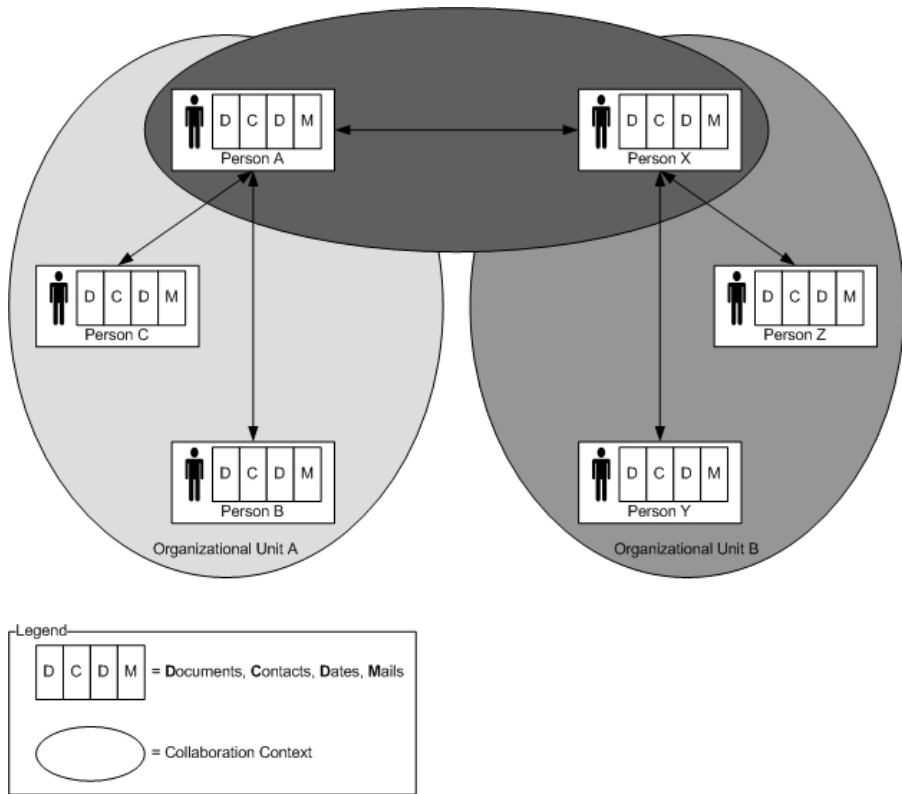 D C D M
Person A
D C D M
Person X
D C D M
Person C
D C D M
Person Z
D C D M
Person B
D C D M
Person Y
Organizational Unit A
Organizational Unit B
Legend
D C D M = Documents, Contacts, Dates, Mails
= Collaboration Context